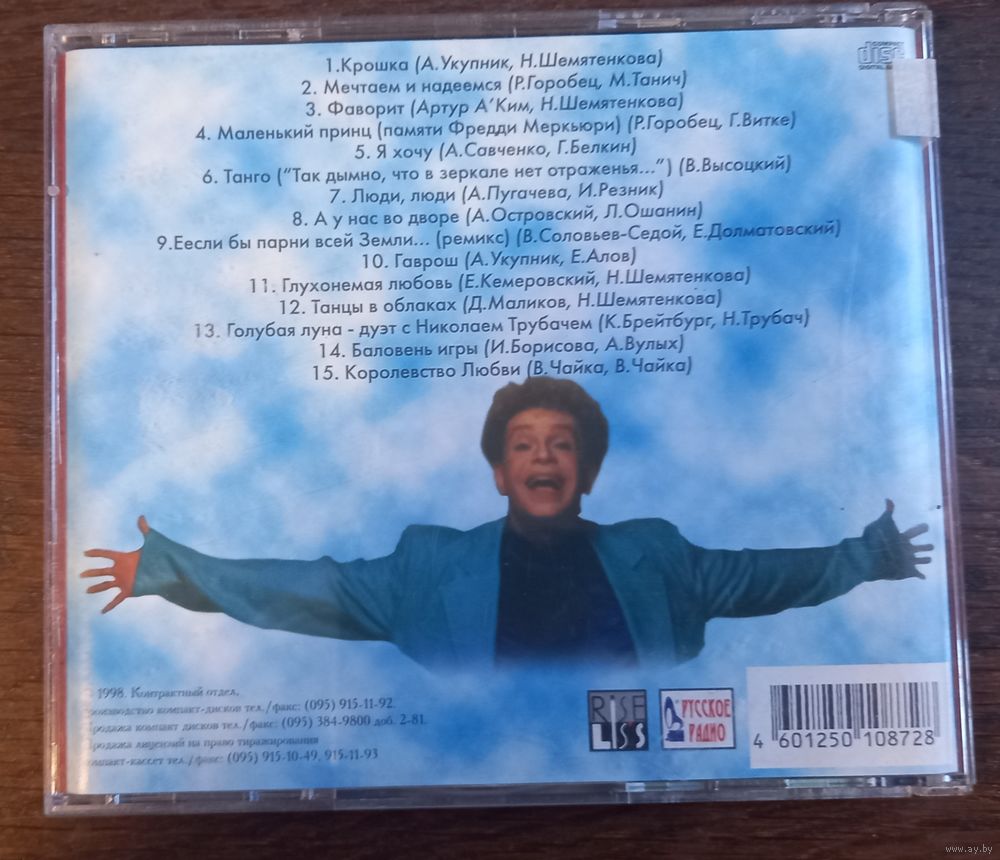 COMPACT
disc
DIGITAL
1.Крошка (А.Укупник, Н.Шемятенкова)
2. Мечтаем и надеемся (Р.Горобец, М.Танич)
3. Фаворит (Артур А'Ким, Н.Шемятенкова)
4. Маленький принц (памяти Фредди Меркьюри) (Р.Горобец, Г.Витке)
5. Я хочу (А.Савченко, Г.Белкин)
6. Танго ("Так дымно, что в зеркале нет отраженья...") (В.Высоцкий)
7. Люди, люди (А.Пугачева, И.Резник)
8. А у нас во дворе (А.Островский, Л.Ошанин)
9.Еесли бы парни всей Земли... (ремикс) (В.Соловьев-Седой, Е.Долматовский)
10. Гаврош (А.Укупник, Е.Алов)
11. Глухонемая любовь (Е.Кемеровский, Н.Шемятенкова)
12. Танцы в облаках (Д.Маликов, Н.Шемятенкова)
13. Голубая луна - дуэт с Николаем Трубачем (К.Брейтбург, Н.Трубач)
14. Баловень игры (И.Борисова, А.Вулых)
15. Королевство Любви (В.Чайка, В.Чайка)
1998. Контрактный отдел,
производство компакт-дисков тел./факс: (095) 915-11-92.
Продажа компакт дисков тел./факс: (095) 384-9800 доб. 2-81.
Продажа лицензий на право тиражирования
компакт-кассет тел./факс: (095) 915-10-49, 915-11-93
RISE
LISS
РУССКОЕ
РАДИО
4 601250 108728
www.ay.by